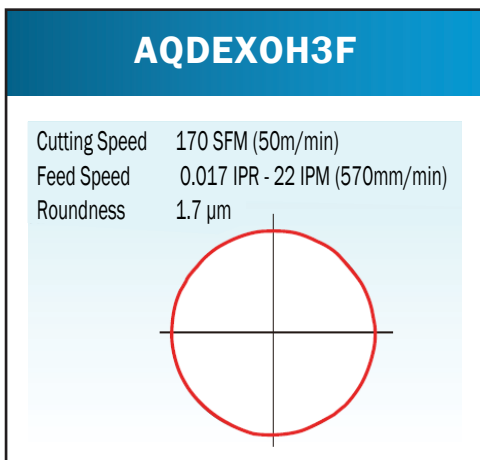 AQDEXOH3F
Cutting Speed 170 SFM (50m/min)
Feed Speed 0.017 IPR - 22 IPM (570mm/min)
Roundness 1.7 µm